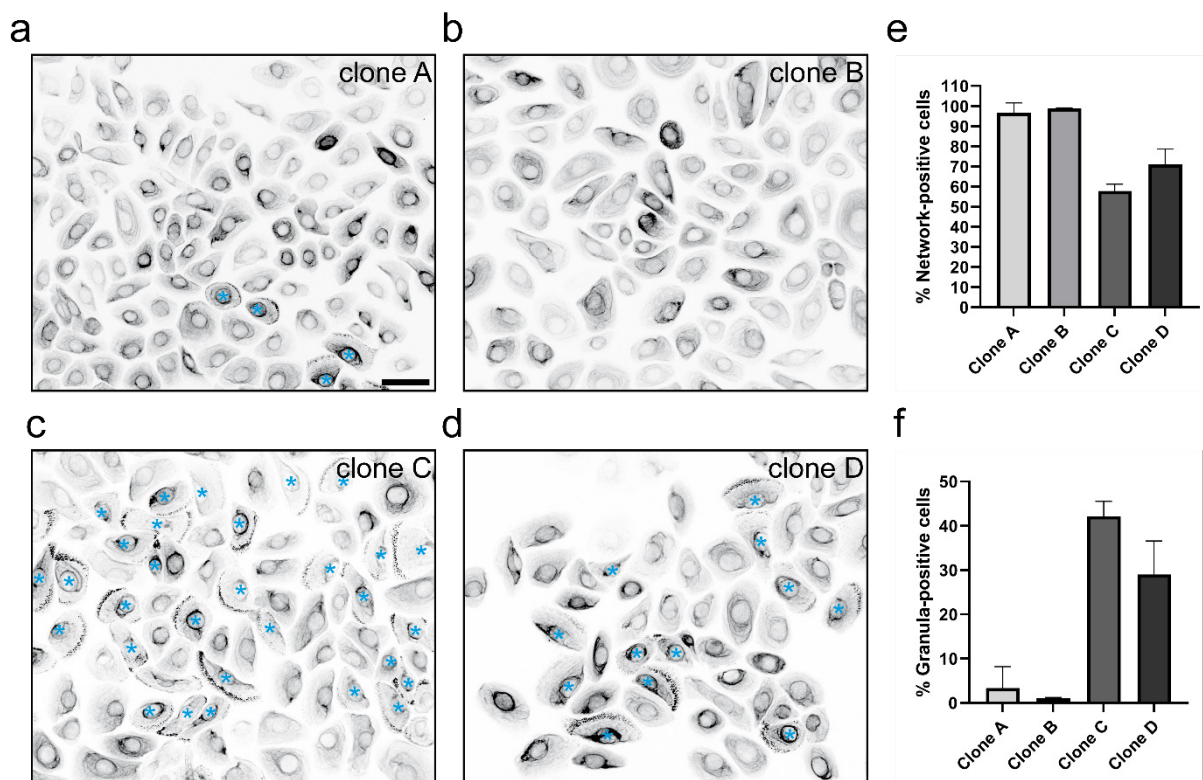 a
clone A
b
clone B
e
% Network-positive cells
110
100
90
80
70
60
50
40
30
20
10
0
Clone A
Clone B
Clone C
Clone D
c
clone C
d
clone D
f
% Granula-positive cells
50
40
30
20
10
0
Clone A
Clone B
Clone C
Clone D